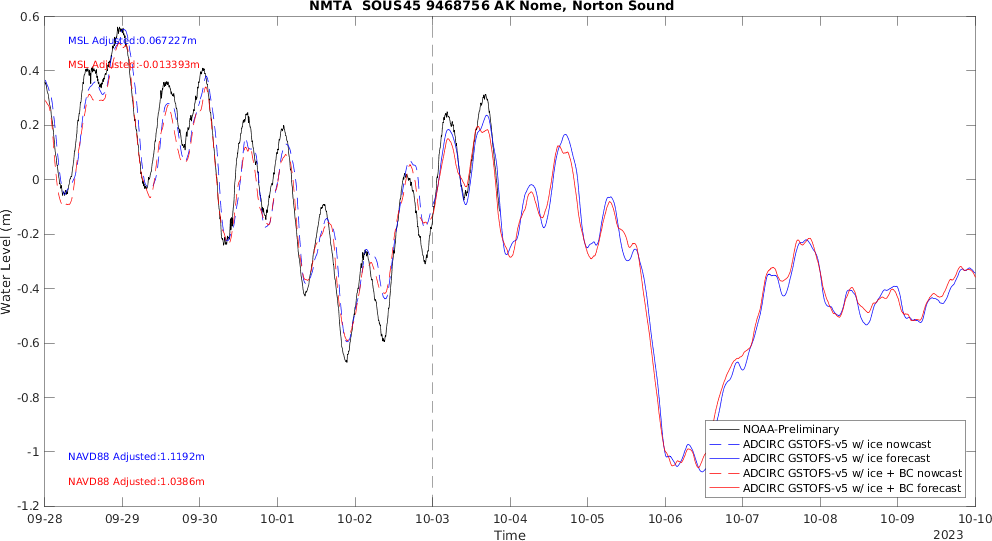 NMTA SOUS45 9468756 AK Nome, Norton Sound
0.6
MSL Adjusted:0.067227m
MSL Adjusted:-0.013393m
0.4
0.2
0
-0.2
Water Level (m)
-0.4
-0.6
-0.8
-1
-1.2
NAVD88 Adjusted:1.1192m
NAVD88 Adjusted:1.0386m
NOAA-Preliminary
ADCIRC GSTOFS-v5 w/ ice nowcast
ADCIRC GSTOFS-v5 w/ ice forecast
ADCIRC GSTOFS-v5 w/ ice + BC nowcast
ADCIRC GSTOFS-v5 w/ ice + BC forecast
09-28 09-29 09-30 10-01 10-02 10-03 10-04 10-05 10-06 10-07 10-08 10-09 10-10
Time
2023